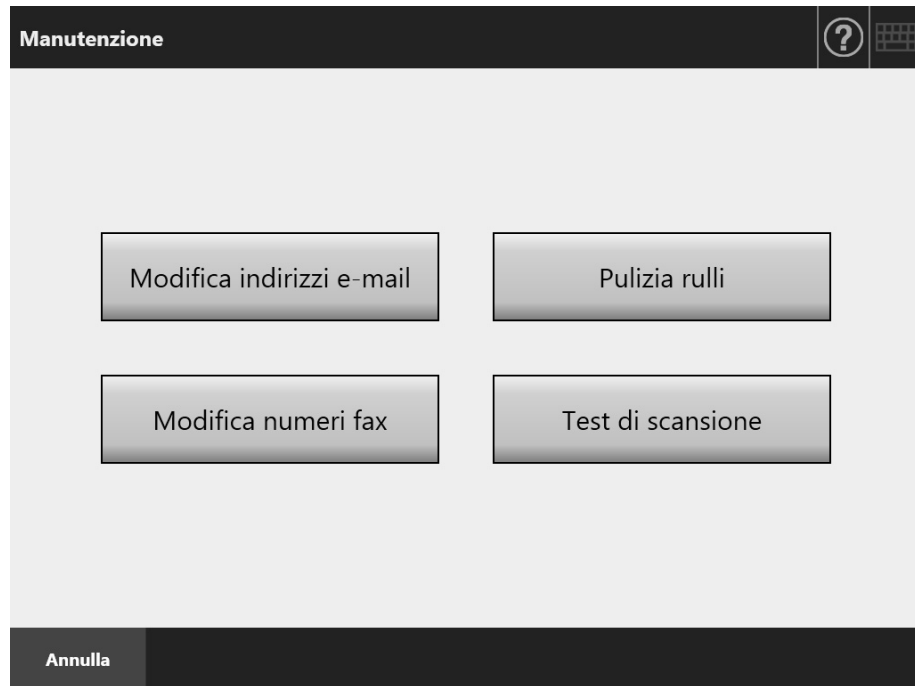 Manutenzione
?
Modifica indirizzi e-mail
Pulizia rulli
Modifica numeri fax
Test di scansione
Annulla